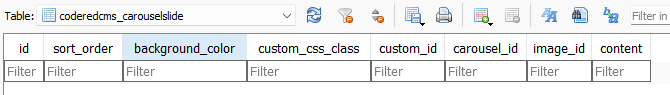 Table: coderedcms_carouselslide Filter in
id sort_order background_color custom_css_class custom_id carousel_id image_id content
Filter Filter Filter Filter Filter Filter Filter Filter